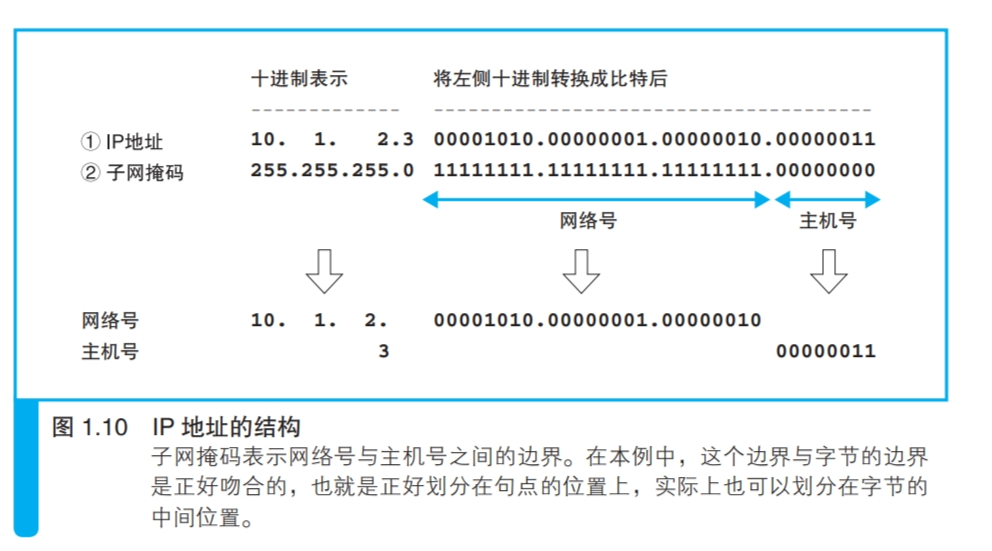 十进制表示 将左侧十进制转换成比特后
------------- --------------------------------------
① IP地址 10. 1. 2.3 00001010.00000001.00000010.00000011
② 子网掩码 255.255.255.0 11111111.11111111.11111111.00000000
网络号 主机号
网络号 10. 1. 2. 00001010.00000001.00000010
主机号 3 00000011
图 1.10 IP 地址的结构
子网掩码表示网络号与主机号之间的边界。在本例中，这个边界与字节的边界
是正好吻合的，也就是正好划分在句点的位置上，实际上也可以划分在字节的
中间位置。